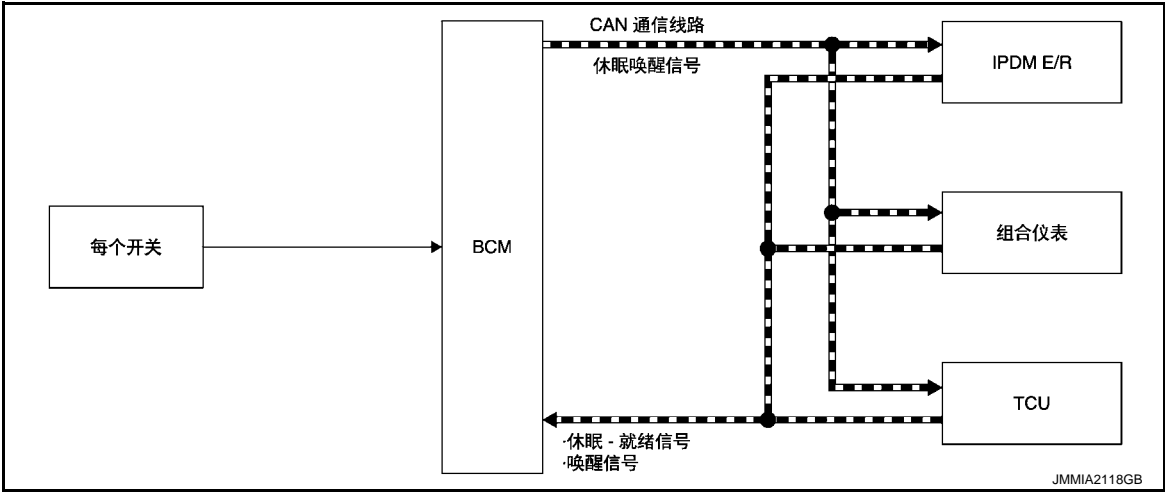 CAN 通信线路
休眠唤醒信号
IPDM E/R
每个开关
BCM
组合仪表
TCU
·休眠 - 就绪信号
·唤醒信号
JMMIA2118GB